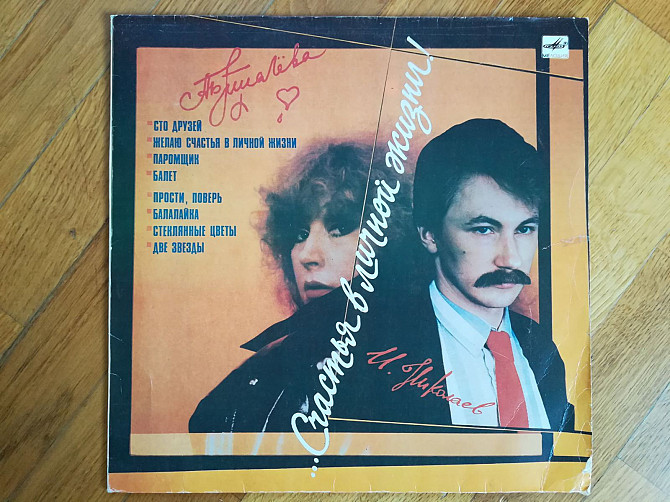 А Пугачёва
СТО ДРУЗЕЙ
ЖЕЛАЮ СЧАСТЬЯ В ЛИЧНОЙ ЖИЗНИ
ПАРОМЩИК
БАЛЕТ
ПРОСТИ, ПОВЕРЬ
БАЛАЛАЙКА
СТЕКЛЯННЫЕ ЦВЕТЫ
ДВЕ ЗВЕЗДЫ
...Счастья в личной жизни!
И. Николаев